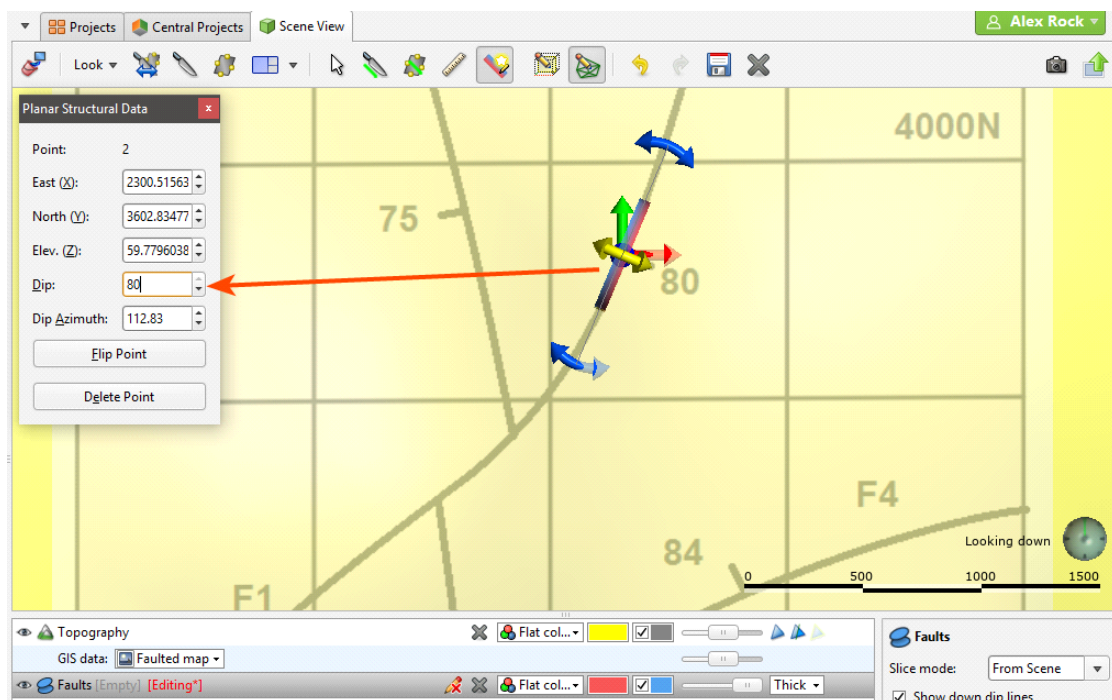 Projects Central Projects Scene View Alex Rock
Look
Planar Structural Data x
Point: 2
East (X): 2300.51563
North (Y): 3602.83477
Elev. (Z): 59.7796038
Dip: 80
Dip Azimuth: 112.83
Flip Point
Delete Point
4000N
75
80
F4
84
F1
Looking down
0 500 1000 1500
Topography Flat col...
GIS data: Faulted map
Faults [Empty] [Editing*] Flat col... Thick
Faults
Slice mode: From Scene
Show down dip lines